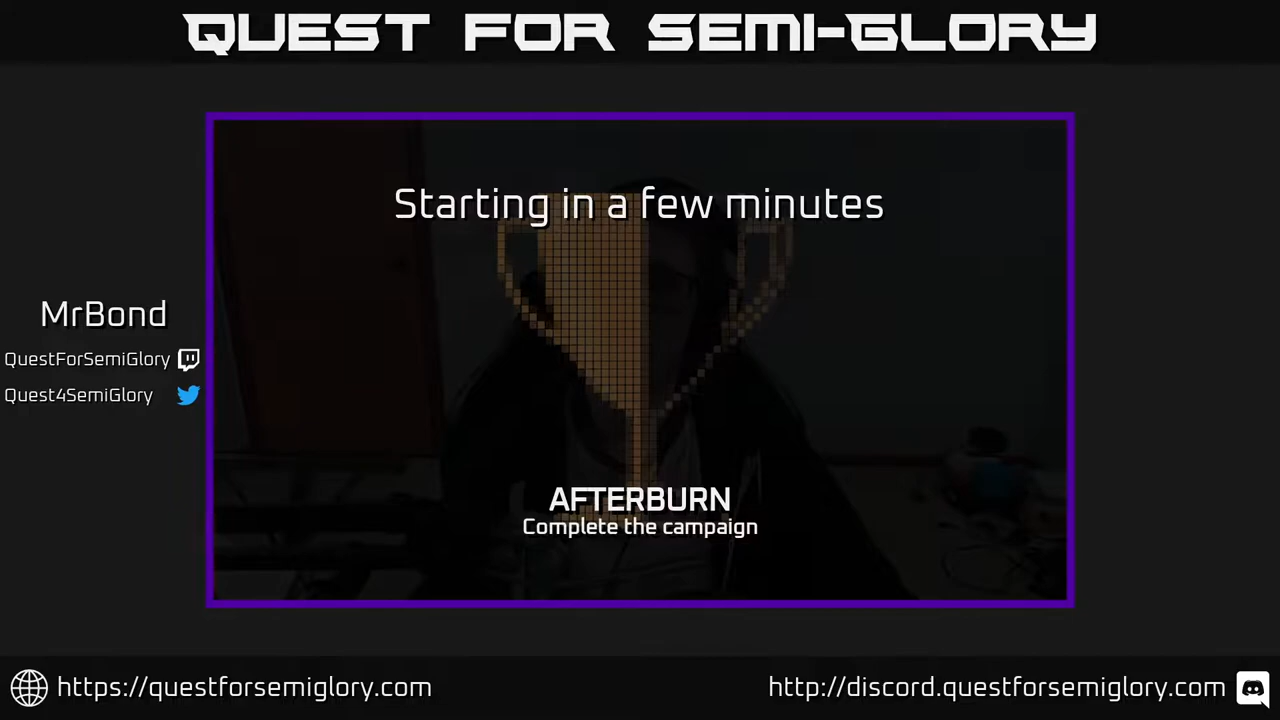 QUEST FOR SEMI-GLORY
Starting in a few minutes
MrBond
QuestForSemiGlory
Quest4SemiGlory
AFTERBURN
Complete the campaign
https://questforsemiglory.com
http://discord.questforsemiglory.com